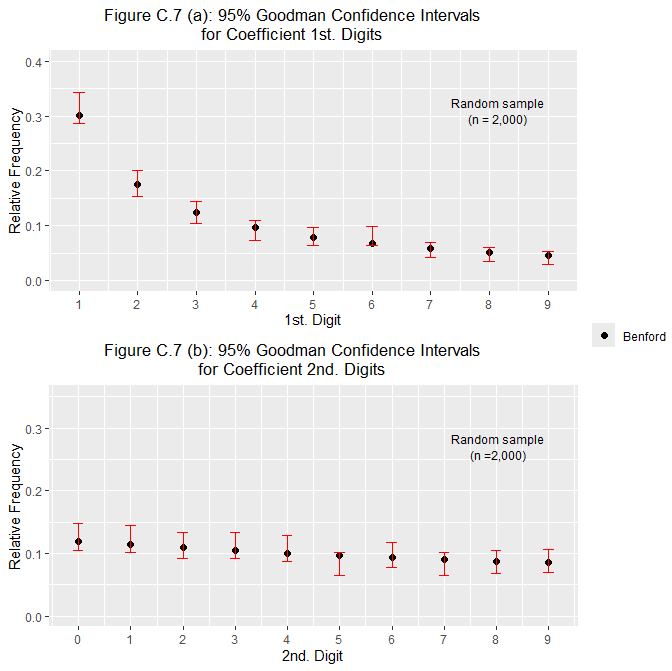 Figure C.7 (a): 95% Goodman Confidence Intervals
for Coefficient 1st. Digits
Relative Frequency
0.4
0.3
0.2
0.1
0.0
Random sample
(n = 2,000)
1 2 3 4 5 6 7 8 9
1st. Digit
Benford
Figure C.7 (b): 95% Goodman Confidence Intervals
for Coefficient 2nd. Digits
Relative Frequency
0.3
0.2
0.1
0.0
Random sample
(n =2,000)
0 1 2 3 4 5 6 7 8 9
2nd. Digit